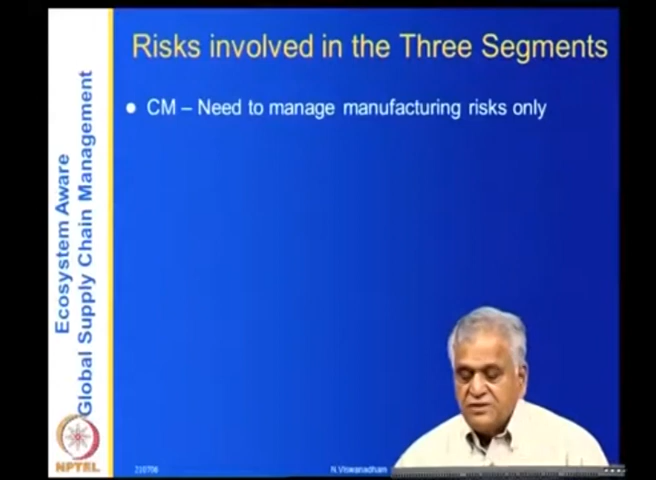 Risks involved in the Three Segments
CM – Need to manage manufacturing risks only
Ecosystem Aware
Global Supply Chain Management
NPTEL
210706
N.Viswanadham